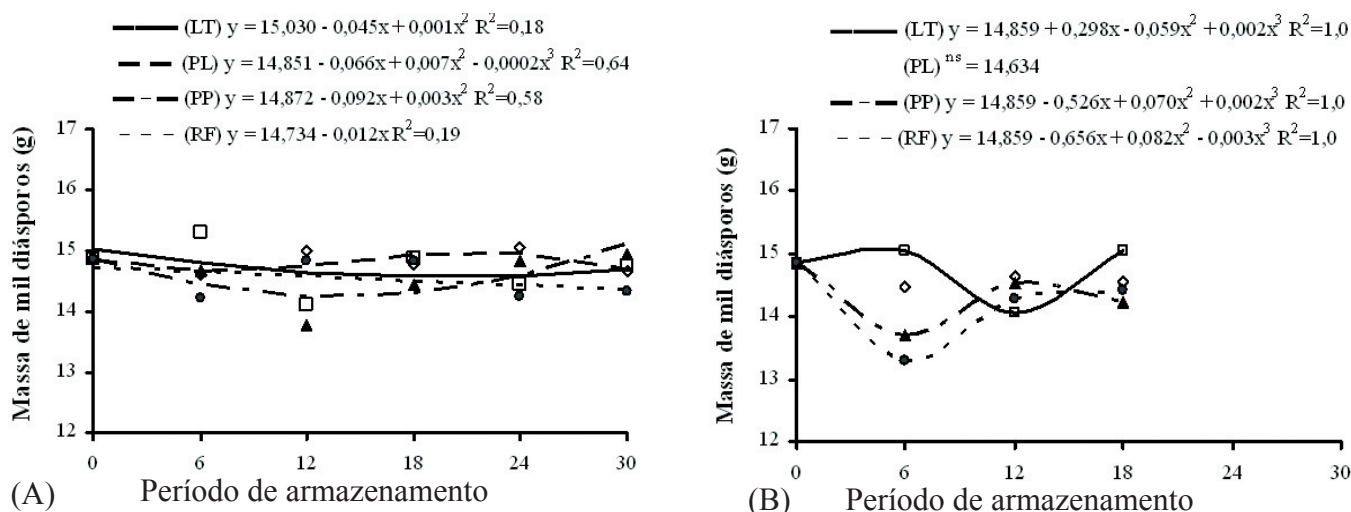 (LT) y = 15,030 - 0,045x + 0,001x² R²=0,18
(PL) y = 14,851 - 0,066x + 0,007x² - 0,0002x³ R²=0,64
(PP) y = 14,872 - 0,092x + 0,003x² R²=0,58
(RF) y = 14,734 - 0,012x R²=0,19
Massa de mil diásporos (g)
17
16
15
14
13
12
0 6 12 18 24 30
(A) Período de armazenamento
(LT) y = 14,859 + 0,298x - 0,059x² + 0,002x³ R²=1,0
(PL) ⁿˢ = 14,634
(PP) y = 14,859 - 0,526x + 0,070x² + 0,002x³ R²=1,0
(RF) y = 14,859 - 0,656x + 0,082x² - 0,003x³ R²=1,0
Massa de mil diásporos (g)
17
16
15
14
13
12
0 6 12 18 24 30
(B) Período de armazenamento